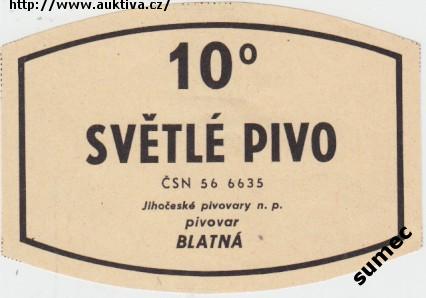 http://www.auktiva.cz/
10°
SVĚTLÉ PIVO
ČSN 56 6635
Jihočeské pivovary n. p.
pivovar
BLATNÁ
sumec